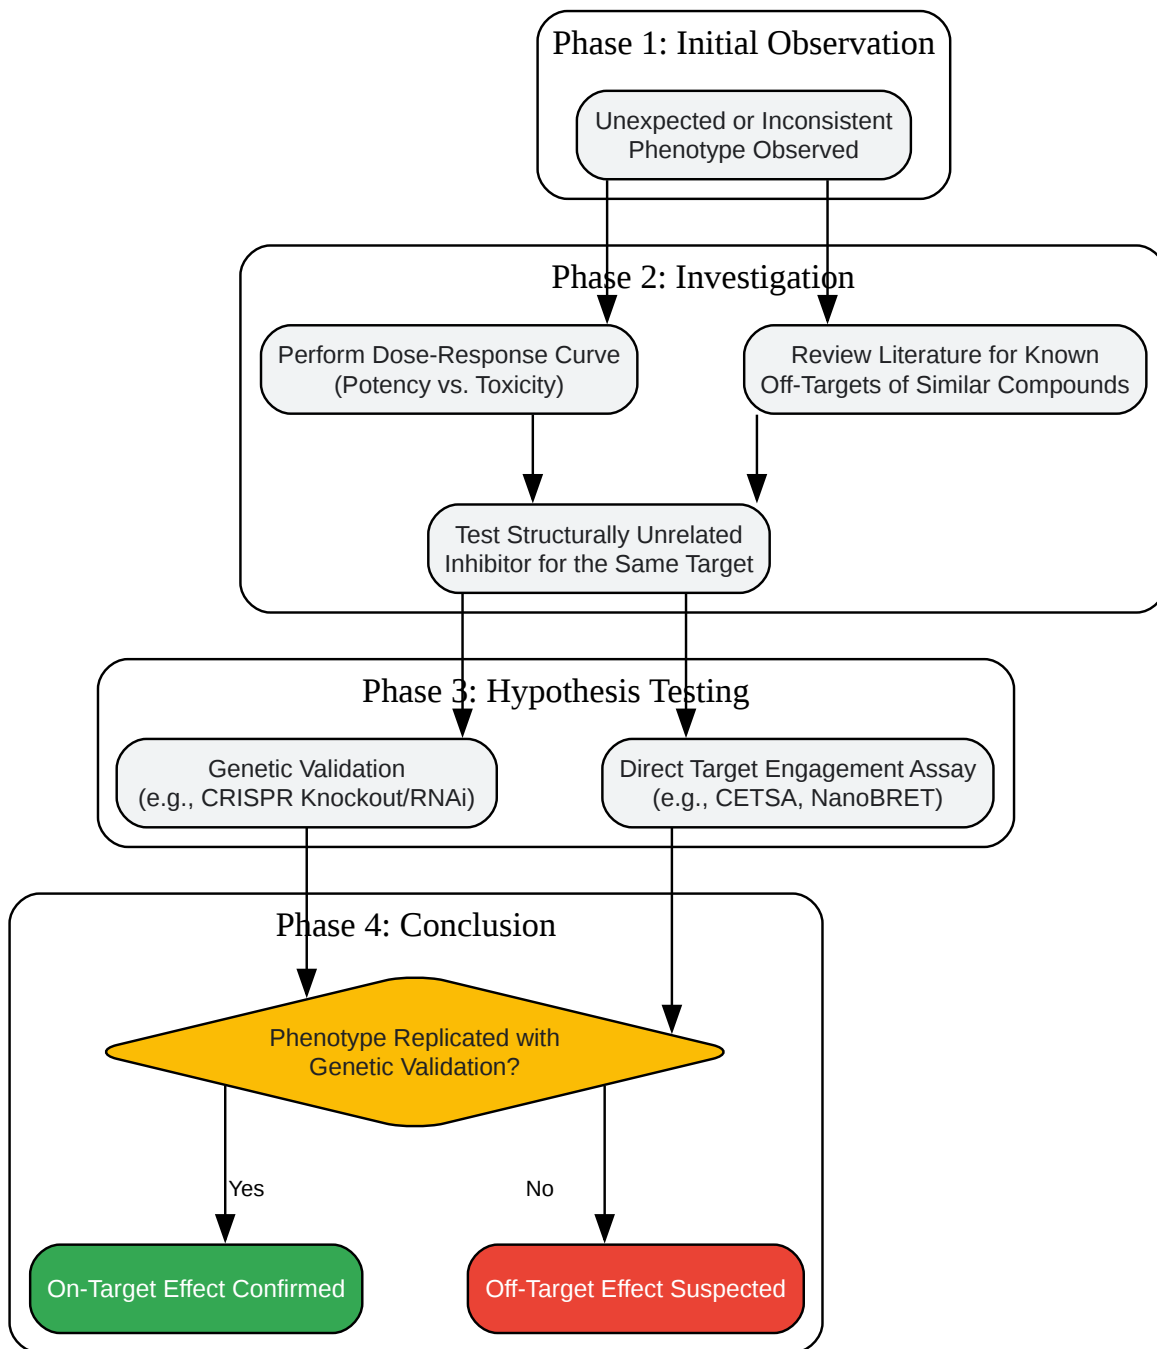 Phase 1: Initial Observation
Unexpected or Inconsistent
Phenotype Observed
Phase 2: Investigation
Perform Dose-Response Curve
(Potency vs. Toxicity)
Review Literature for Known
Off-Targets of Similar Compounds
Test Structurally Unrelated
Inhibitor for the Same Target
Phase 3: Hypothesis Testing
Genetic Validation
(e.g., CRISPR Knockout/RNAi)
Direct Target Engagement Assay
(e.g., CETSA, NanoBRET)
Phase 4: Conclusion
Phenotype Replicated with
Genetic Validation?
Yes
No
On-Target Effect Confirmed
Off-Target Effect Suspected